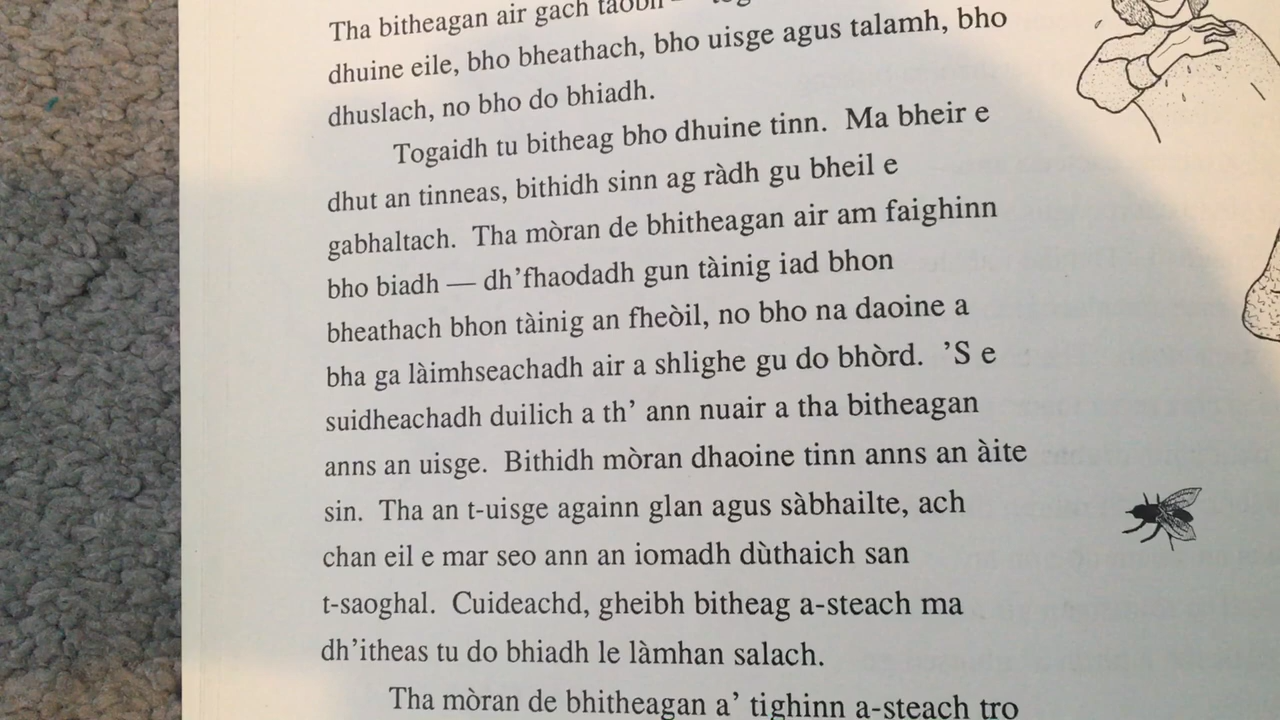 Tha bitheagan air gach taobh
dhuine eile, bho bheathach, bho uisge agus talamh, bho
dhuslach, no bho do bhiadh.
Togaidh tu bitheag bho dhuine tinn. Ma bheir e
dhut an tinneas, bithidh sinn ag ràdh gu bheil e
gabhaltach. Tha mòran de bhitheagan air am faighinn
bho biadh — dh’fhaodadh gun tàinig iad bhon
bheathach bhon tàinig an fheòil, no bho na daoine a
bha ga làimhseachadh air a shlighe gu do bhòrd. ’S e
suidheachadh duilich a th’ ann nuair a tha bitheagan
anns an uisge. Bithidh mòran dhaoine tinn anns an àite
sin. Tha an t-uisge againn glan agus sàbhailte, ach
chan eil e mar seo ann an iomadh dùthaich san
t-saoghal. Cuideachd, gheibh bitheag a-steach ma
dh’itheas tu do bhiadh le làmhan salach.
Tha mòran de bhitheagan a’ tighinn a-steach tro